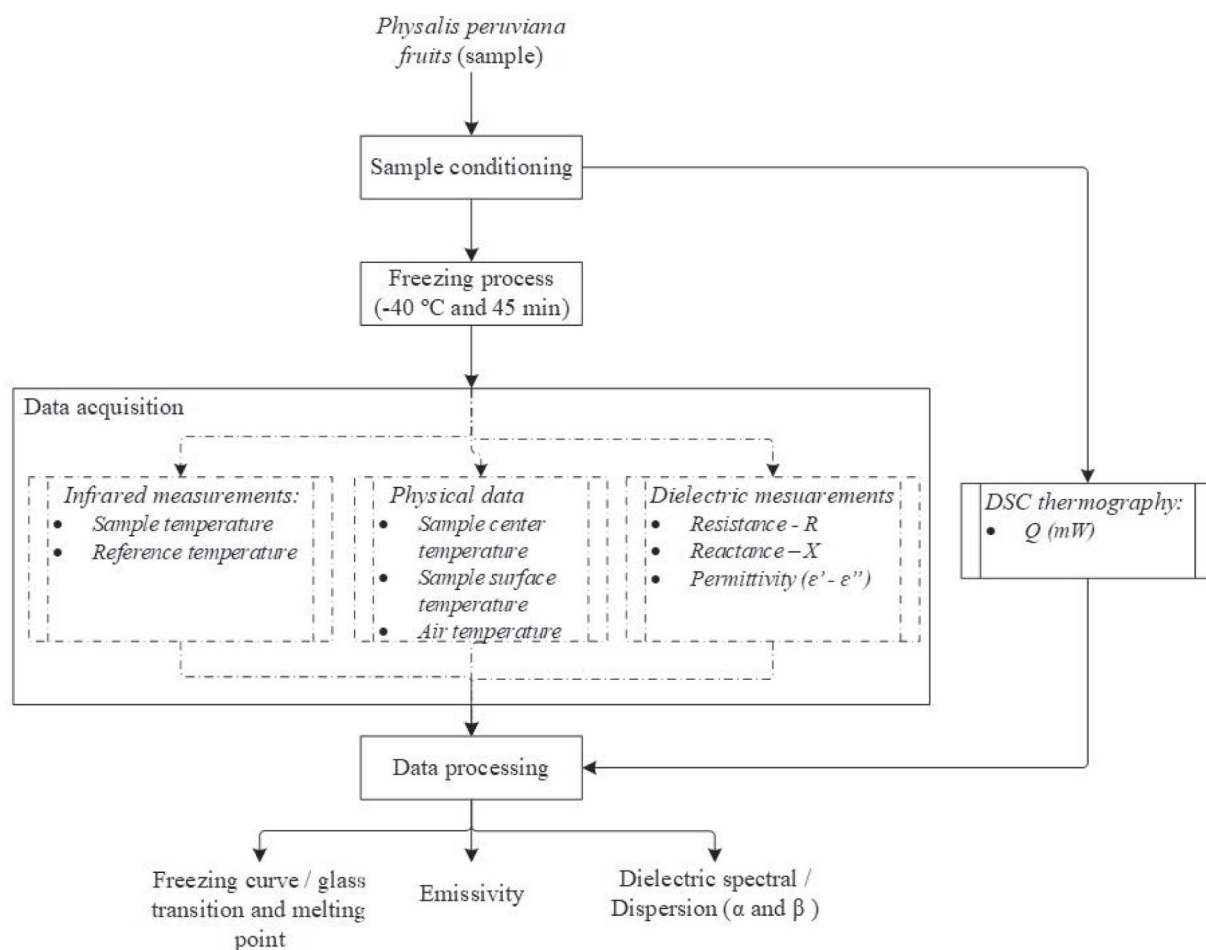 Physalis peruviana
fruits (sample)
Sample conditioning
Freezing process
(-40 °C and 45 min)
Data acquisition
Infrared measurements:
• Sample temperature
• Reference temperature
Physical data
• Sample center
temperature
• Sample surface
temperature
• Air temperature
Dielectric mesuarements
• Resistance - R
• Reactance – X
• Permittivity (ε' - ε”)
DSC thermography:
• Q (mW)
Data processing
Freezing curve / glass
transition and melting
point
Emissivity
Dielectric spectral /
Dispersion (α and β )